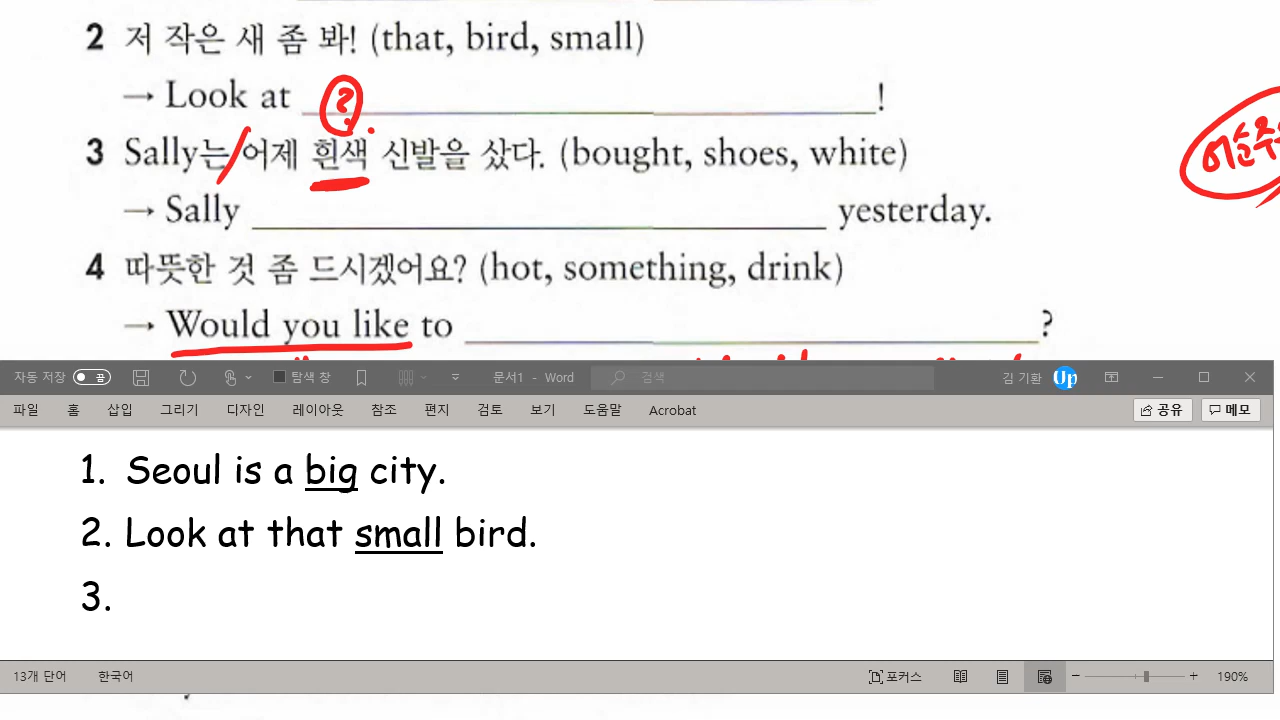 2 저 작은 새 좀 봐! (that, bird, small)
→ Look at ____________ !
?
3 Sally는 어제 흰색 신발을 샀다. (bought, shoes, white)
→ Sally ____________ yesterday.
4 따뜻한 것 좀 드시겠어요? (hot, something, drink)
→ Would you like to ____________ ?
자동 저장 끔 탐색 창 문서1 - Word 검색 김 기환 Up
파일 홈 삽입 그리기 디자인 레이아웃 참조 편지 검토 보기 도움말 Acrobat 공유 메모
1. Seoul is a big city.
2. Look at that small bird.
3.
13개 단어 한국어 포커스 190%